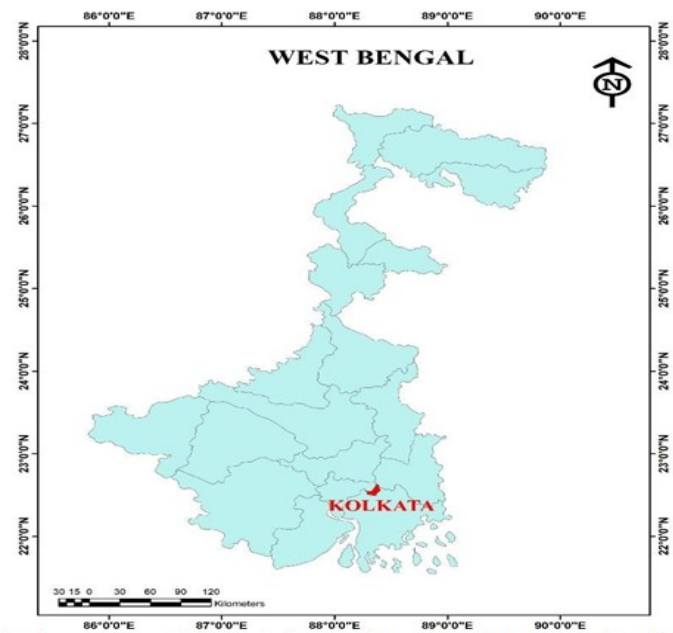 86°0'0"E 87°0'0"E 88°0'0"E 89°0'0"E 90°0'0"E
WEST BENGAL
N
28°0'0"N 28°0'0"N
27°0'0"N 27°0'0"N
26°0'0"N 26°0'0"N
25°0'0"N 25°0'0"N
24°0'0"N 24°0'0"N
23°0'0"N 23°0'0"N
KOLKATA
22°0'0"N 22°0'0"N
30 15 0 30 60 90 120
Kilometers
86°0'0"E 87°0'0"E 88°0'0"E 89°0'0"E 90°0'0"E